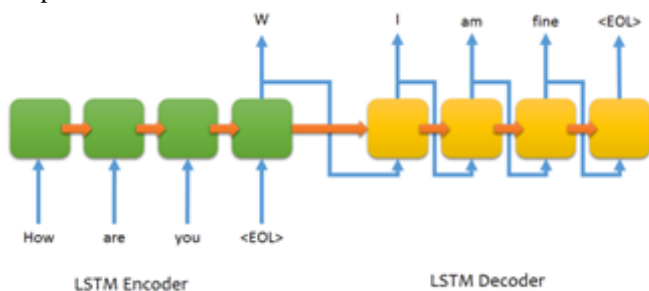 W I am fine <EOL>
How are you <EOL>
LSTM Encoder LSTM Decoder